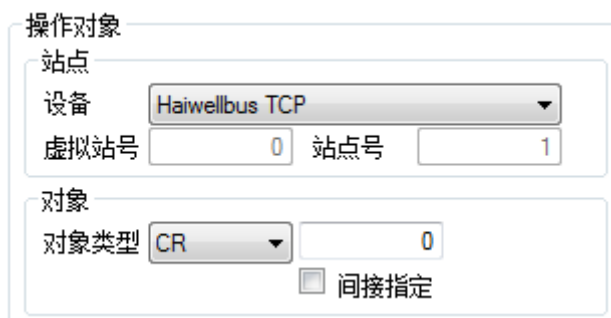 操作对象
站点
设备 Haiwellbus TCP
虚拟站号 0 站点号 1
对象
对象类型 CR 0
间接指定